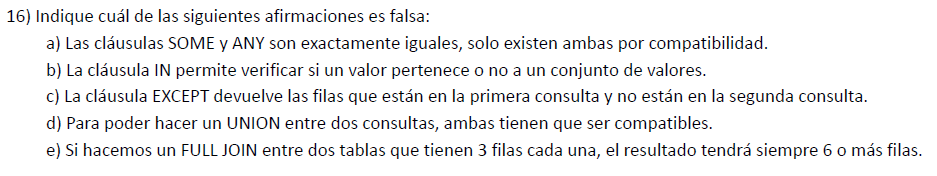 16) Indique cuál de las siguientes afirmaciones es falsa:
a) Las cláusulas SOME y ANY son exactamente iguales, solo existen ambas por compatibilidad.
b) La cláusula IN permite verificar si un valor pertenece o no a un conjunto de valores.
c) La cláusula EXCEPT devuelve las filas que están en la primera consulta y no están en la segunda consulta.
d) Para poder hacer un UNION entre dos consultas, ambas tienen que ser compatibles.
e) Si hacemos un FULL JOIN entre dos tablas que tienen 3 filas cada una, el resultado tendrá siempre 6 o más filas.